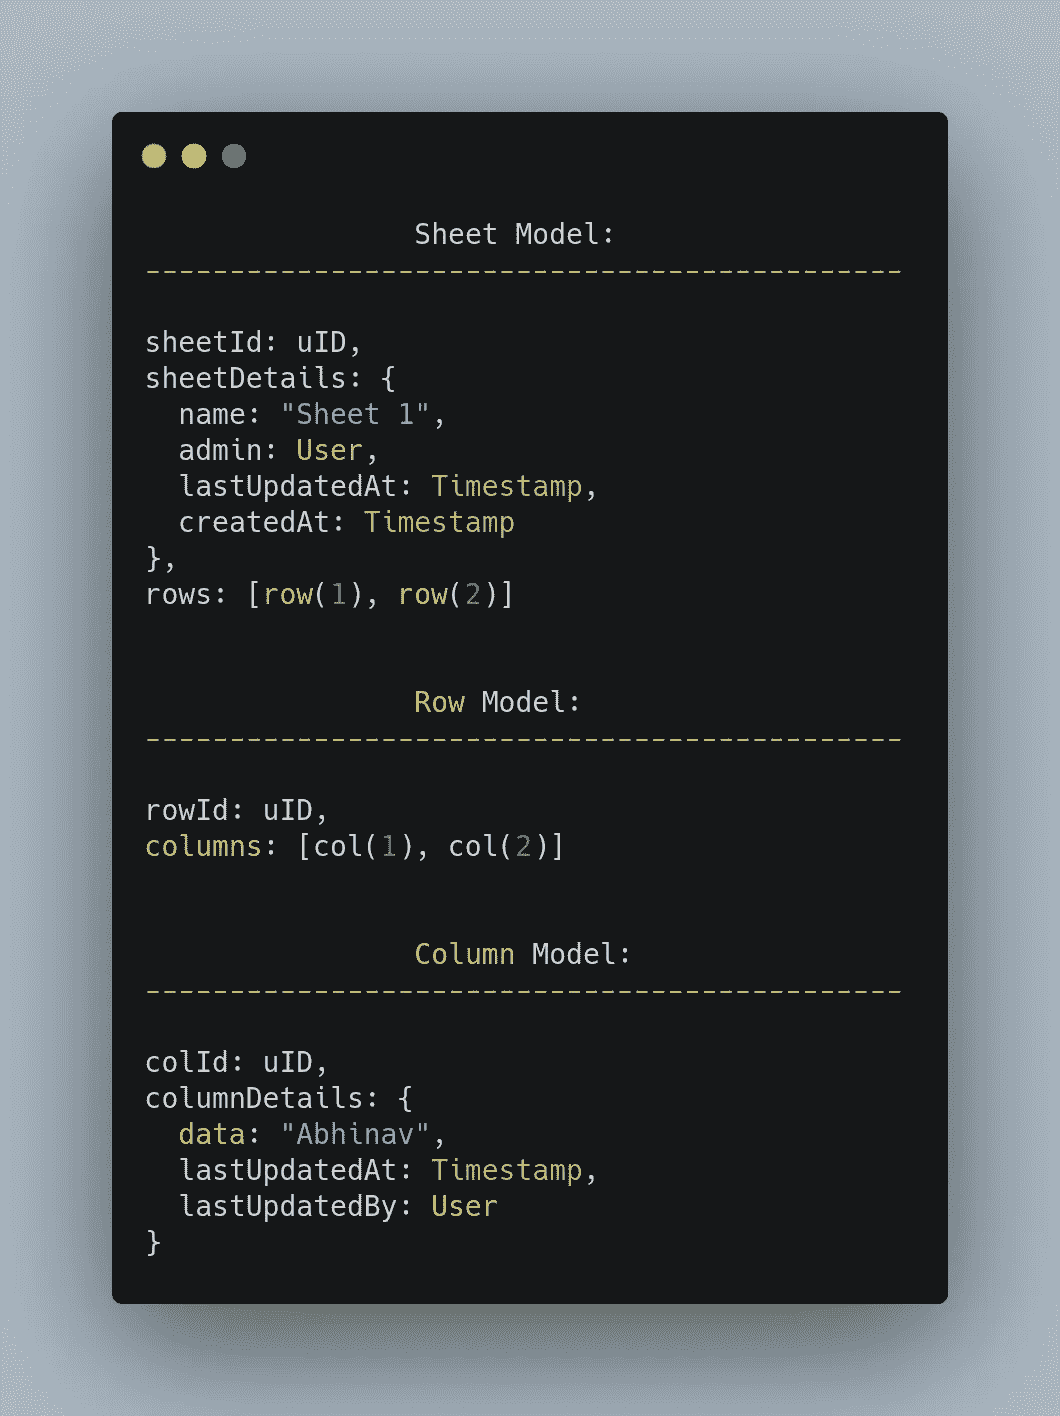 Sheet Model:
---------------------------------------------
sheetId: uID,
sheetDetails: {
  name: "Sheet 1",
  admin: User,
  lastUpdatedAt: Timestamp,
  createdAt: Timestamp
},
rows: [row(1), row(2)]
Row Model:
---------------------------------------------
rowId: uID,
columns: [col(1), col(2)]
Column Model:
---------------------------------------------
colId: uID,
columnDetails: {
  data: "Abhinav",
  lastUpdatedAt: Timestamp,
  lastUpdatedBy: User
}